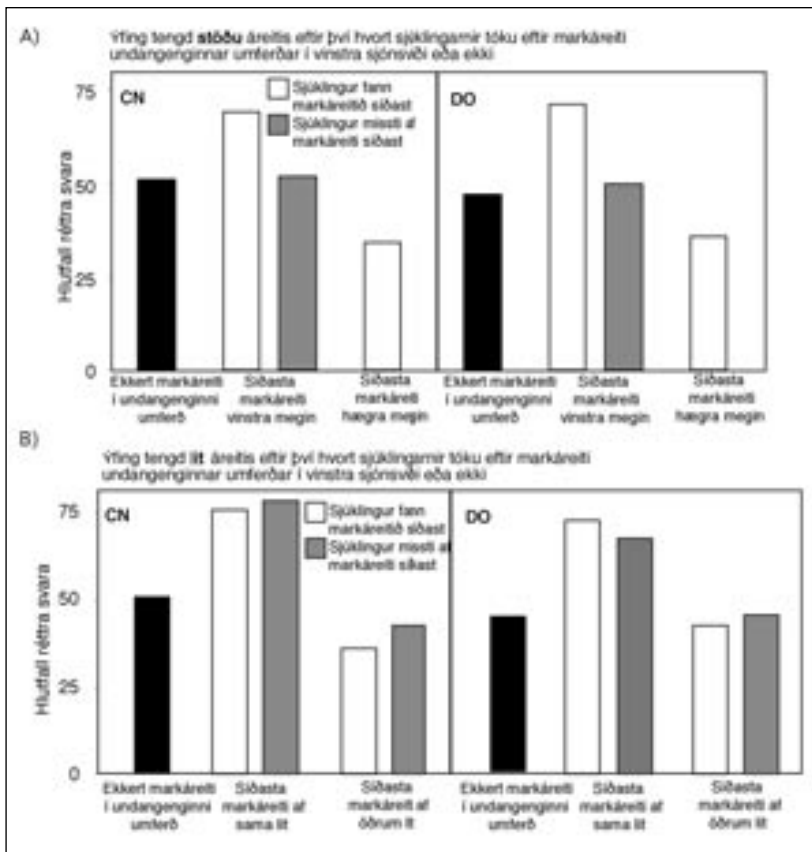 A)
Ýfing tengd stöðu áreitis eftir því hvort sjúklingarnir tóku eftir markáreiti
undangenginnar umferðar í vinstra sjónsviði eða ekki
CN
Sjúklingur fann
markáreitið síðast
Sjúklingur missti af
markáreiti síðast
DO
Hlutfall réttra svara
75
50
25
0
Ekkert markáreiti
í undangenginni
umferð
Síðasta
markáreiti
vinstra megin
Síðasta
markáreiti
hægra megin
Ekkert markáreiti
í undangenginni
umferð
Síðasta
markáreiti
vinstra megin
Síðasta
markáreiti
hægra megin
B)
Ýfing tengd lit áreitis eftir því hvort sjúklingarnir tóku eftir markáreiti
undangenginnar umferðar í vinstra sjónsviði eða ekki
CN
Sjúklingur fann
markáreitið síðast
Sjúklingur missti af
markáreiti síðast
DO
Hlutfall réttra svara
75
50
25
0
Ekkert markáreiti
í undangenginni
umferð
Síðasta
markáreiti af
sama lit
Síðasta
markáreiti af
öðrum lit
Ekkert markáreiti
í undangenginni
umferð
Síðasta
markáreiti af
sama lit
Síðasta
markáreiti af
öðrum lit